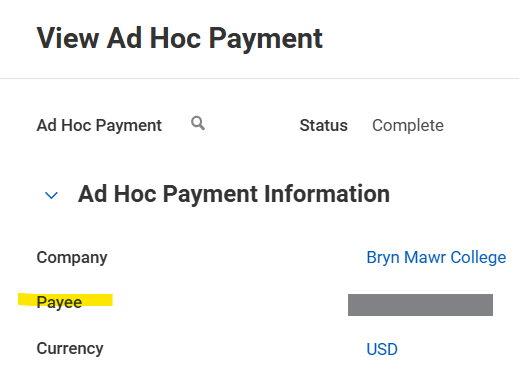 View Ad Hoc Payment
Ad Hoc Payment Status Complete
Ad Hoc Payment Information
Company Bryn Mawr College
Payee
Currency USD